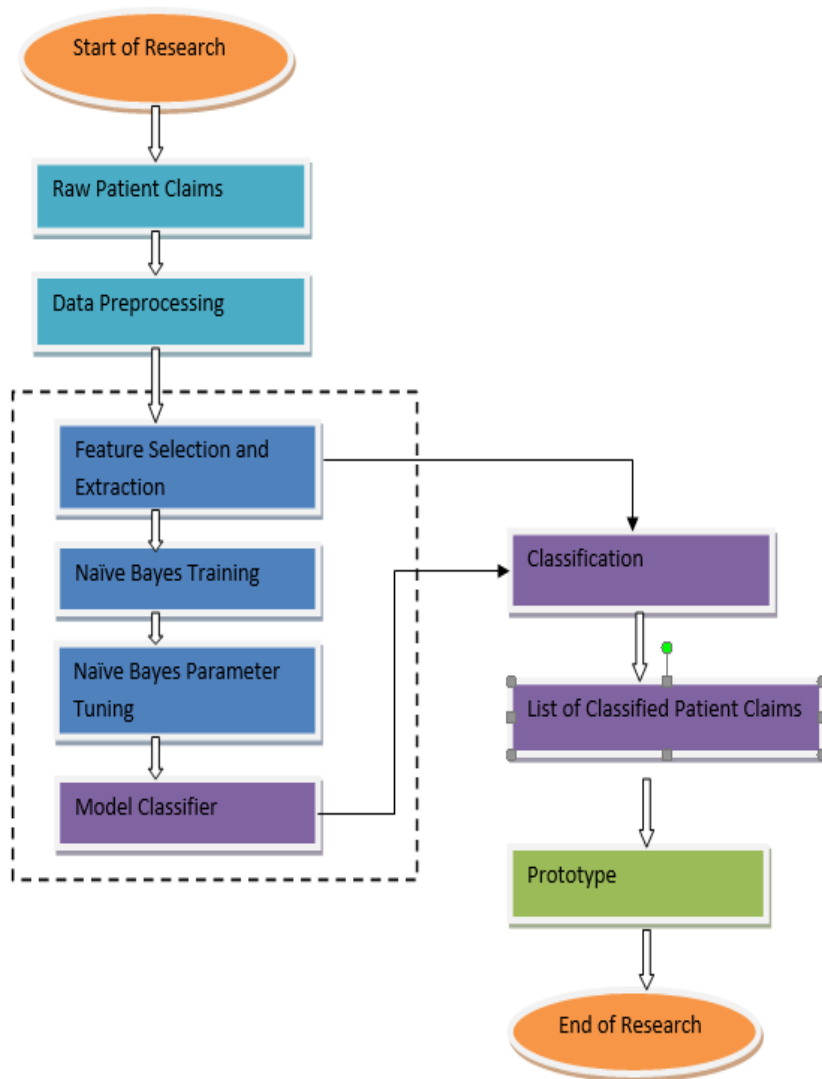 Start of Research
Raw Patient Claims
Data Preprocessing
Feature Selection and
Extraction
Naïve Bayes Training
Naïve Bayes Parameter
Tuning
Model Classifier
Classification
List of Classified Patient Claims
Prototype
End of Research